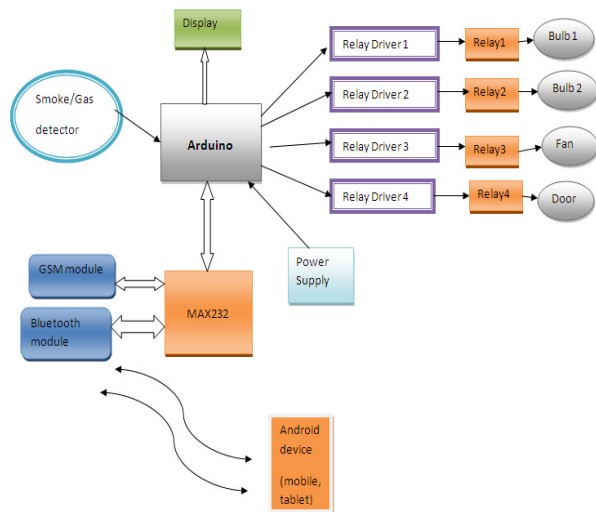 Display
Relay Driver 1
Relay1
Bulb 1
Smoke/Gas
detector
Relay Driver 2
Relay2
Bulb 2
Arduino
Relay Driver 3
Relay3
Fan
Relay Driver 4
Relay4
Door
GSM module
Power
Supply
MAX232
Bluetooth
module
Android
device
(mobile,
tablet)